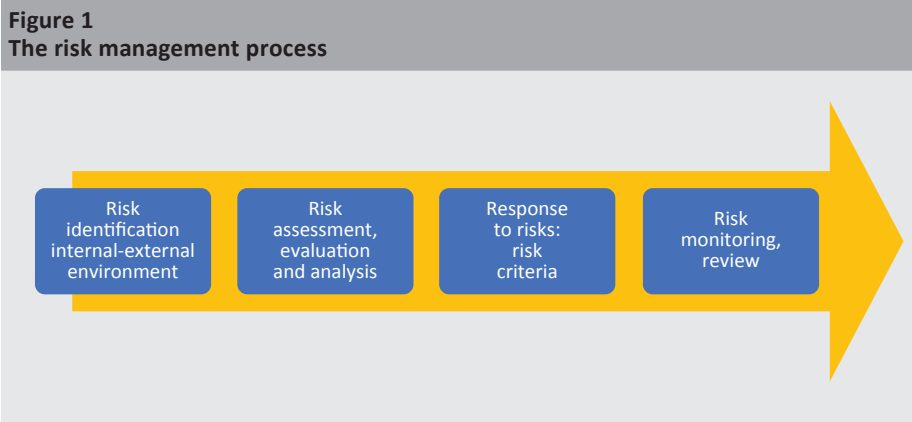 Figure 1
The risk management process
Risk
identification
internal-external
environment
Risk
assessment,
evaluation
and analysis
Response
to risks:
risk
criteria
Risk
monitoring,
review